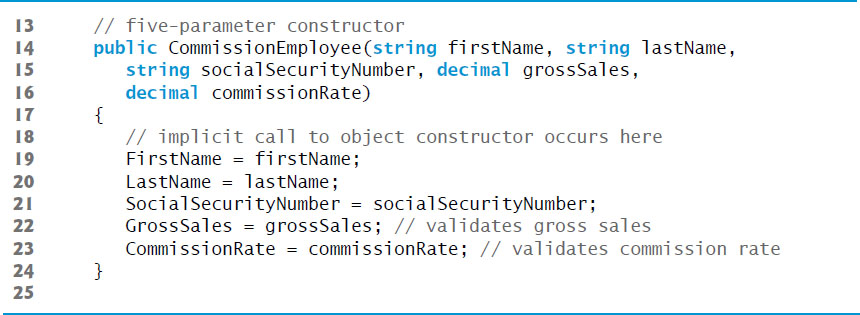 13 // five-parameter constructor
14 public CommissionEmployee(string firstName, string lastName,
15 string socialSecurityNumber, decimal grossSales,
16 decimal commissionRate)
17 {
18 // implicit call to object constructor occurs here
19 FirstName = firstName;
20 LastName = lastName;
21 SocialSecurityNumber = socialSecurityNumber;
22 GrossSales = grossSales; // validates gross sales
23 CommissionRate = commissionRate; // validates commission rate
24 }
25